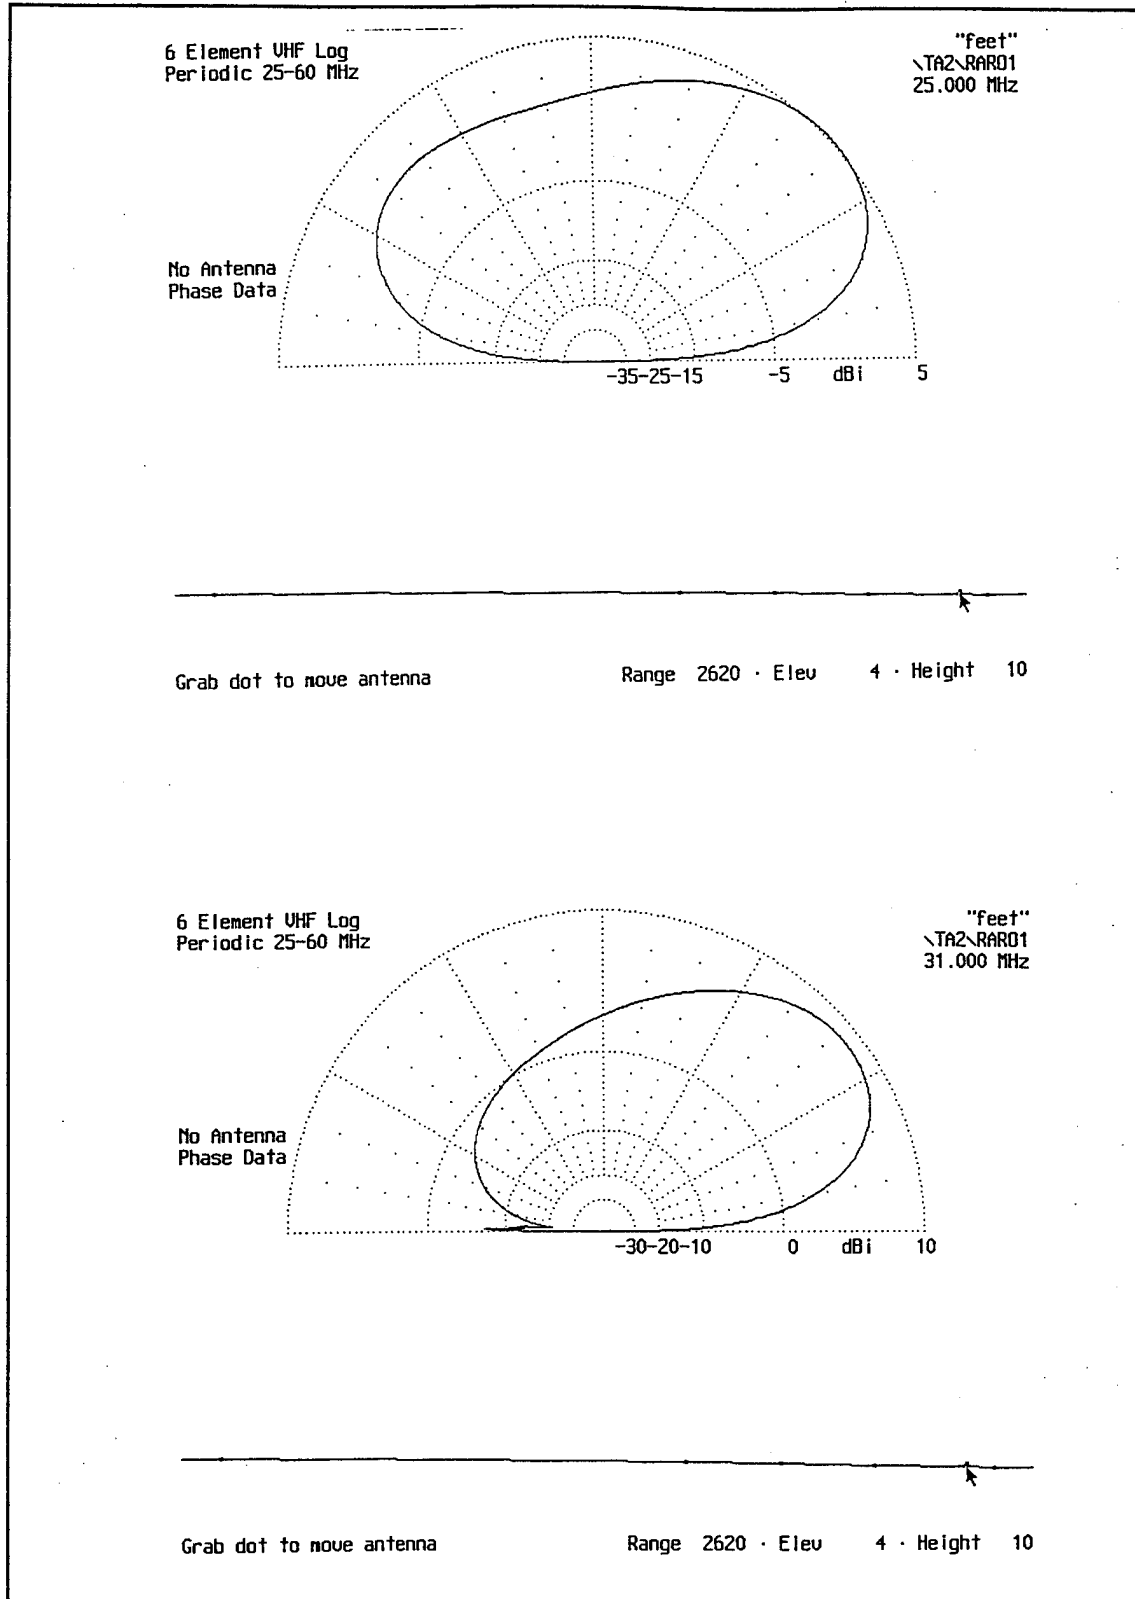 6 Element VHF Log
Periodic 25-60 MHz
"feet"
\TA2\RARO1
25.000 MHz
No Antenna
Phase Data
-35-25-15 -5 dBi 5
Grab dot to move antenna
Range 2620 · Elev 4 · Height 10
6 Element VHF Log
Periodic 25-60 MHz
"feet"
\TA2\RARO1
31.000 MHz
No Antenna
Phase Data
-30-20-10 0 dBi 10
Grab dot to move antenna
Range 2620 · Elev 4 · Height 10